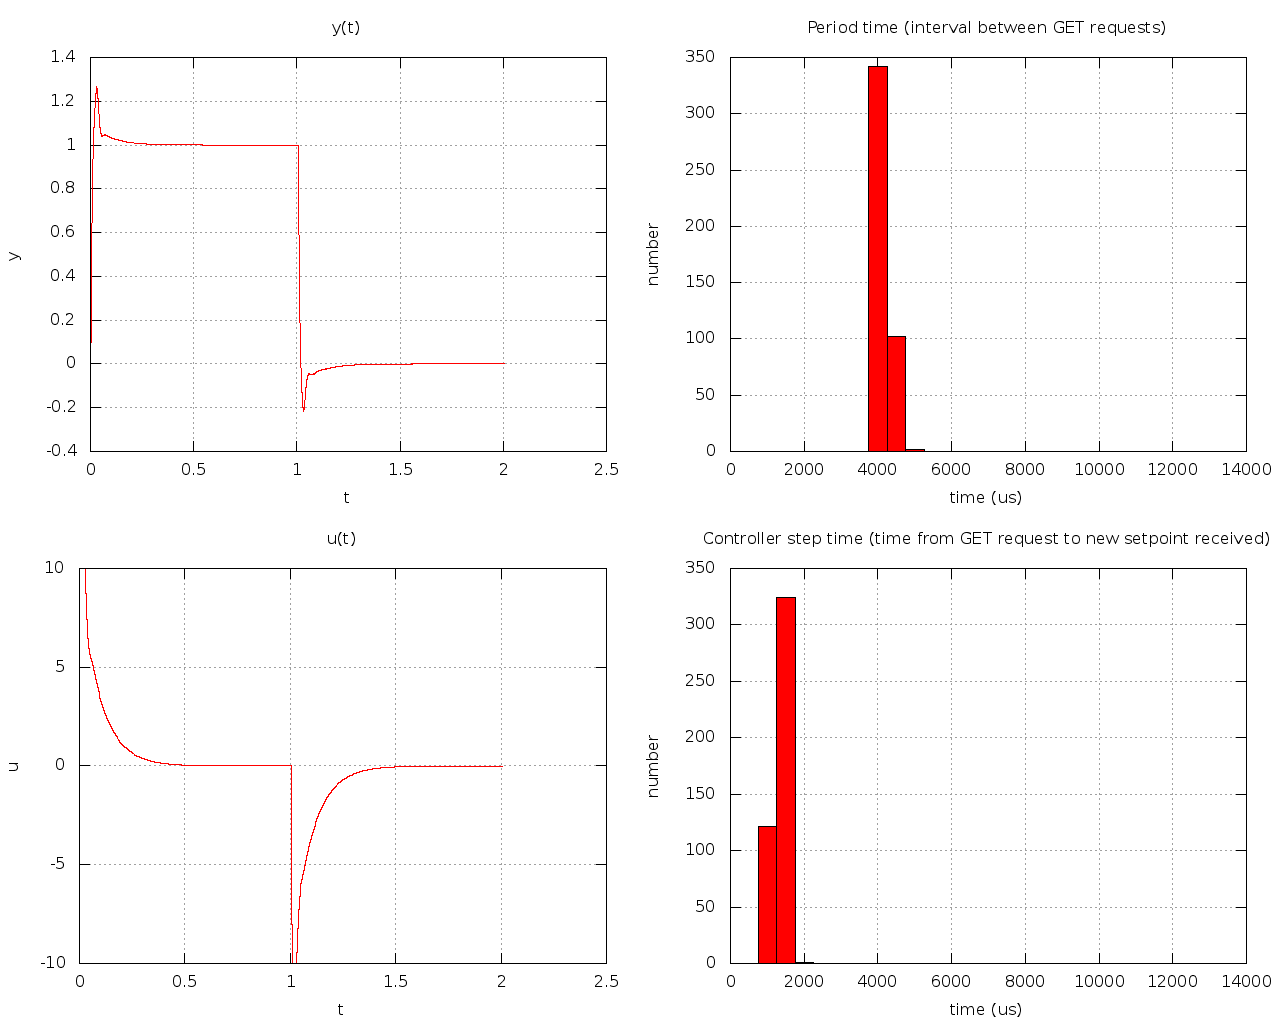 y(t)
1.4
1.2
1
0.8
0.6
0.4
0.2
0
-0.2
-0.4
y
0 0.5 1 1.5 2 2.5
t
Period time (interval between GET requests)
350
300
250
200
150
100
50
0
number
0 2000 4000 6000 8000 10000 12000 14000
time (us)
u(t)
10
5
0
-5
-10
u
0 0.5 1 1.5 2 2.5
t
Controller step time (time from GET request to new setpoint received)
350
300
250
200
150
100
50
0
number
0 2000 4000 6000 8000 10000 12000 14000
time (us)